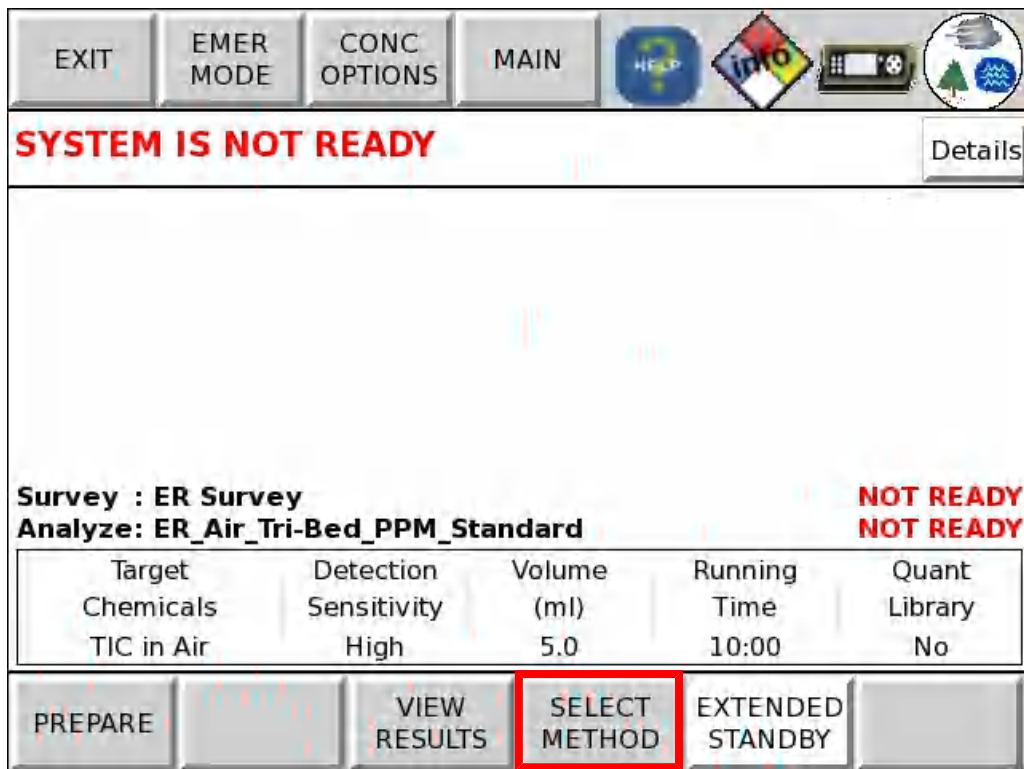 EXIT
EMER
MODE
CONC
OPTIONS
MAIN
HELP
info
SYSTEM IS NOT READY
Details
Survey : ER Survey NOT READY
Analyze: ER_Air_Tri-Bed_PPM_Standard NOT READY
Target Detection Volume Running Quant
Chemicals Sensitivity (ml) Time Library
TIC in Air High 5.0 10:00 No
PREPARE
VIEW
RESULTS
SELECT
METHOD
EXTENDED
STANDBY